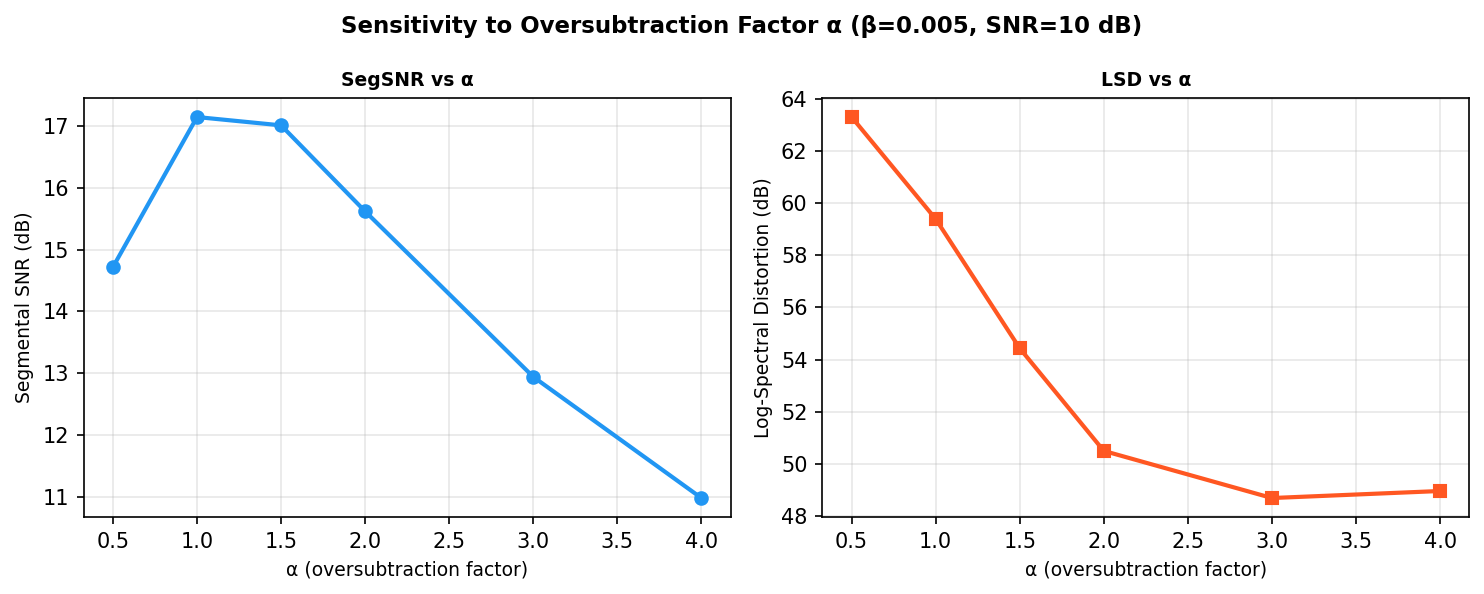 Sensitivity to Oversubtraction Factor α (β=0.005, SNR=10 dB)
SegSNR vs α
Segmental SNR (dB)
17
16
15
14
13
12
11
0.5 1.0 1.5 2.0 2.5 3.0 3.5 4.0
α (oversubtraction factor)
LSD vs α
Log-Spectral Distortion (dB)
64
62
60
58
56
54
52
50
48
0.5 1.0 1.5 2.0 2.5 3.0 3.5 4.0
α (oversubtraction factor)